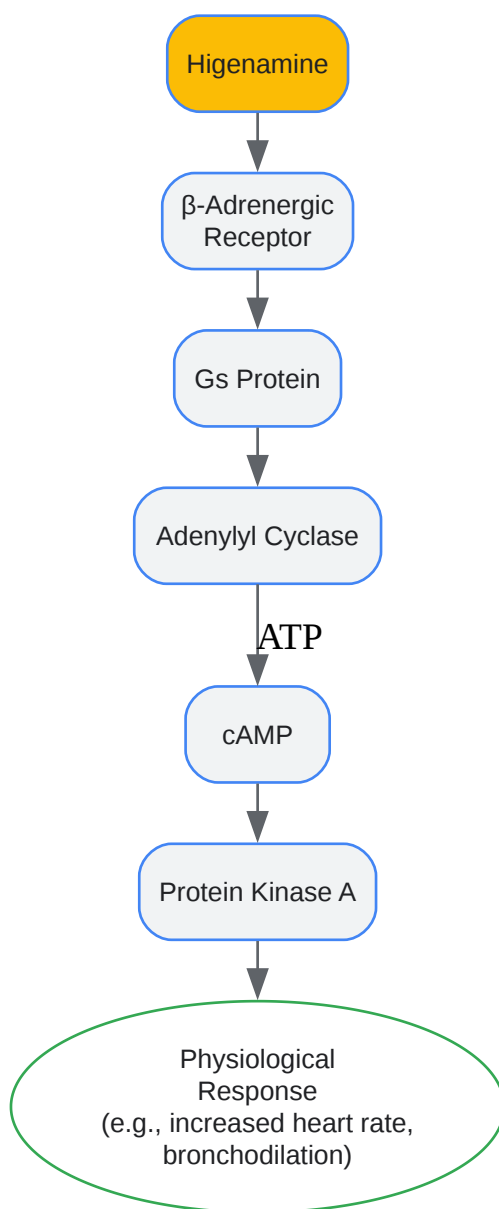 Higenamine
β-Adrenergic
Receptor
Gs Protein
Adenylyl Cyclase
ATP
cAMP
Protein Kinase A
Physiological
Response
(e.g., increased heart rate,
bronchodilation)